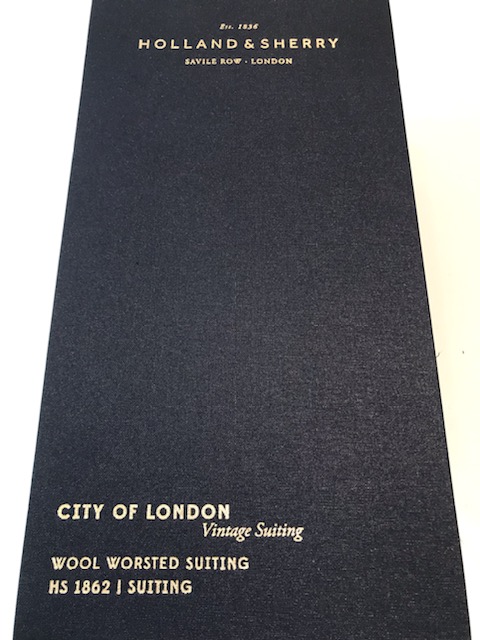 Est. 1836
HOLLAND & SHERRY
SAVILE ROW · LONDON
CITY OF LONDON
Vintage Suiting
WOOL WORSTED SUITING
HS 1862 | SUITING